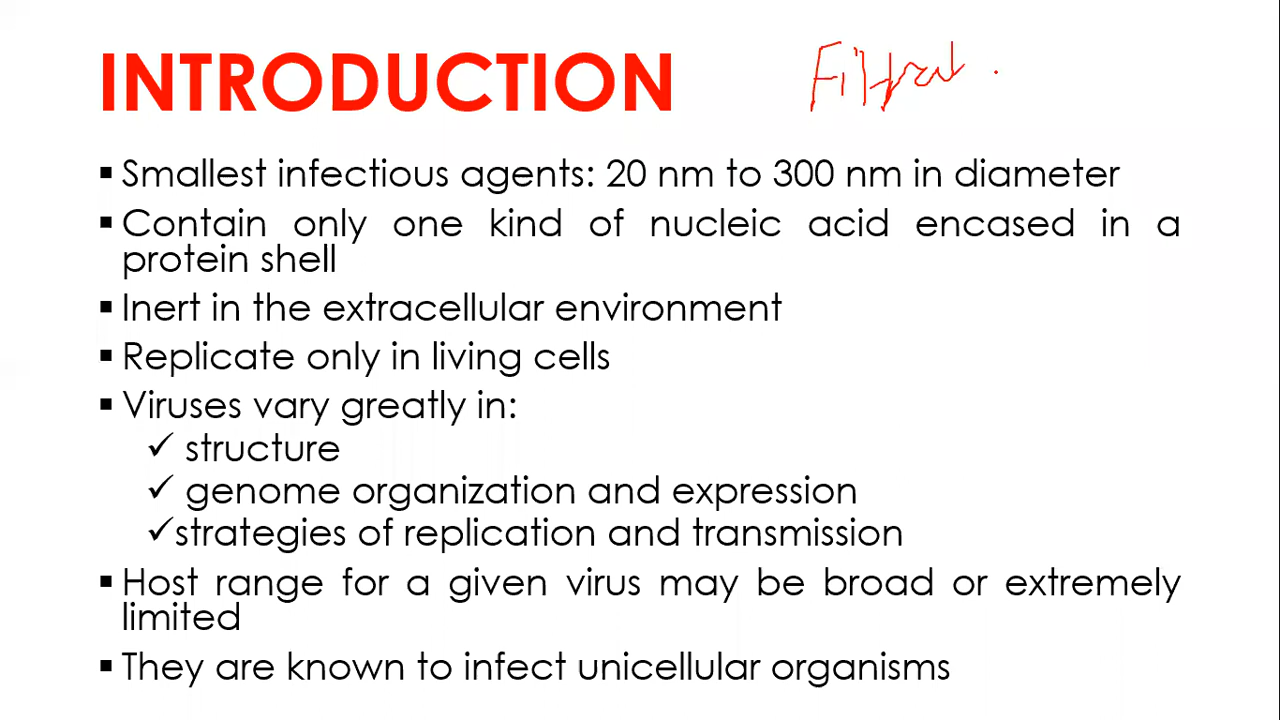 INTRODUCTION Filtrat
▪ Smallest infectious agents: 20 nm to 300 nm in diameter
▪ Contain only one kind of nucleic acid encased in a
protein shell
▪ Inert in the extracellular environment
▪ Replicate only in living cells
▪ Viruses vary greatly in:
✓ structure
✓ genome organization and expression
✓strategies of replication and transmission
▪ Host range for a given virus may be broad or extremely
limited
▪ They are known to infect unicellular organisms